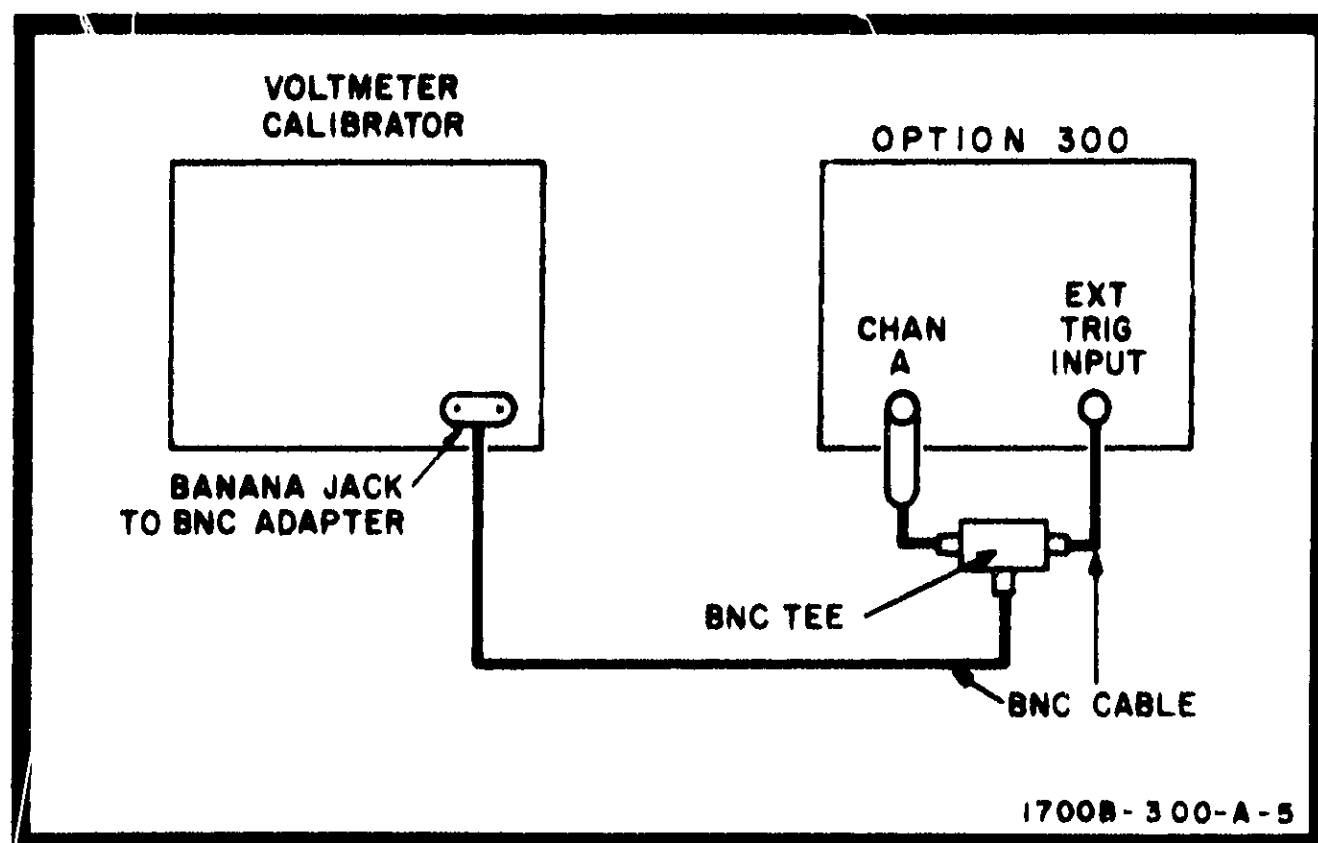 VOLTMETER
CALIBRATOR
OPTION 300
CHAN
A
EXT
TRIG
INPUT
BANANA JACK
TO BNC ADAPTER
BNC TEE
BNC CABLE
1700B-300-A-5